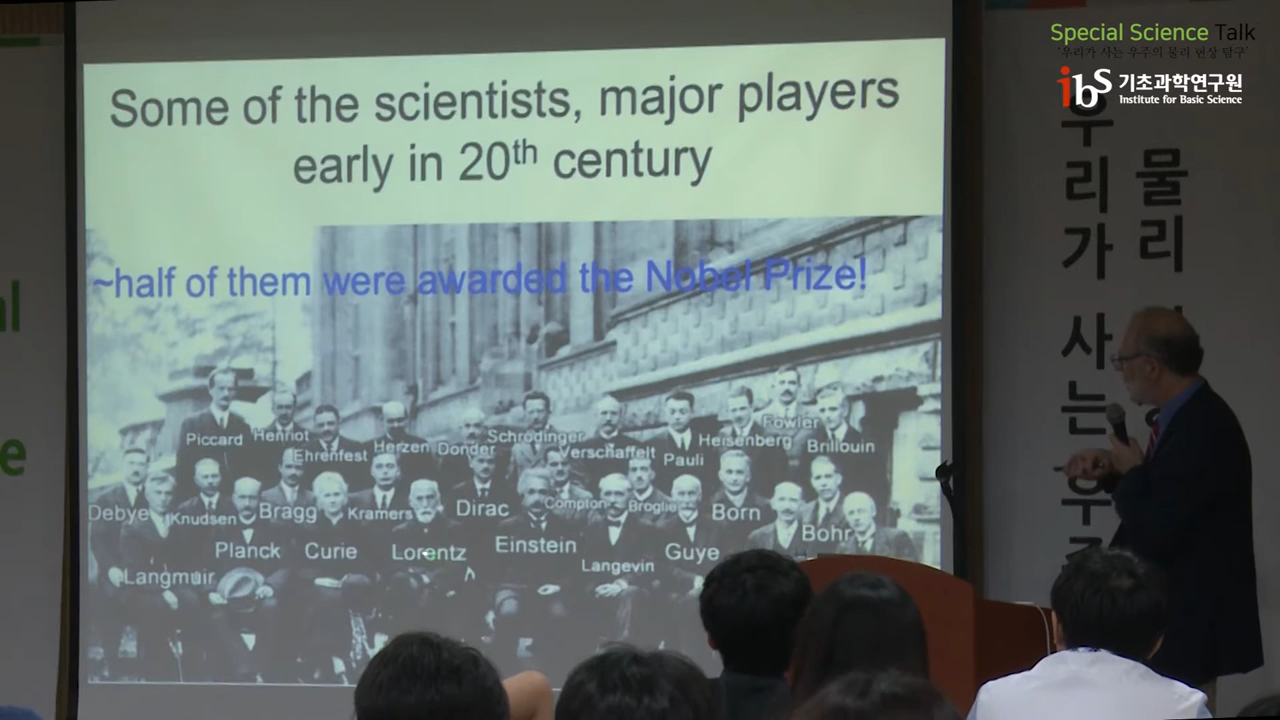 Special Science Talk
'우리가 사는 우주의 물리 현상 탐구'
ibs 기초과학연구원
Institute for Basic Science
Some of the scientists, major players
early in 20th century
~half of them were awarded the Nobel Prize!
Piccard Henriot Ehrenfest Herzen Donder Schrodinger Verschaffelt Pauli Heisenberg Fowler Brillouin
Debye Knudsen Bragg Kramers Dirac Compton Broglie Born Bohr
Langmuir Planck Curie Lorentz Einstein Langevin Guye
물리
우리가 사는 우주
al
e